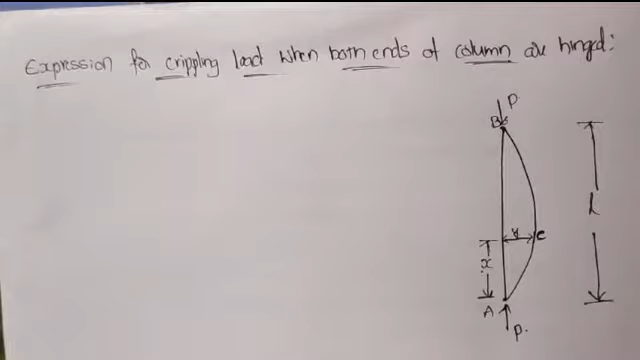 Expression for crippling load when both ends of column are hinged:
P
B
l
y
c
x
A
P.